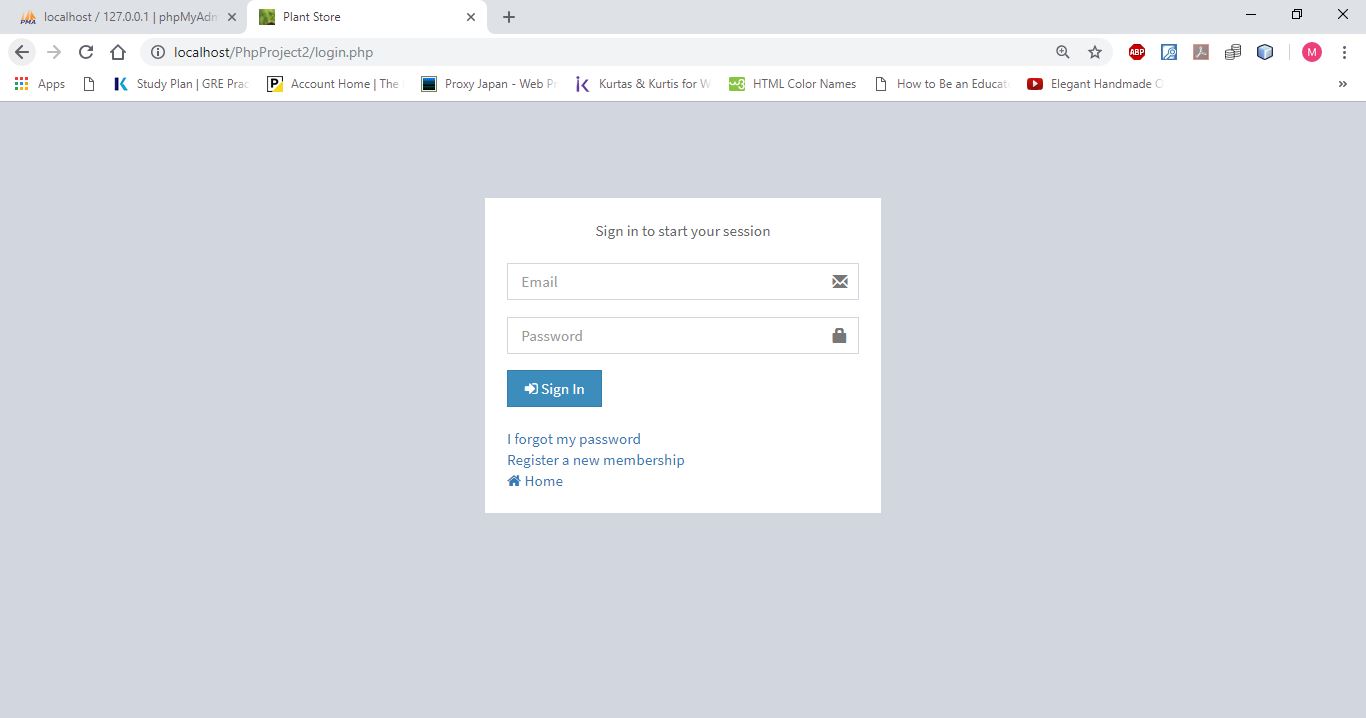 localhost / 127.0.0.1 | phpMyAdm
Plant Store
localhost/PhpProject2/login.php
ABP
M
Apps
Study Plan | GRE Prac
Account Home | The
Proxy Japan - Web Pr
Kurtas & Kurtis for W
HTML Color Names
How to Be an Educat
Elegant Handmade C
Sign in to start your session
Email
Password
Sign In
I forgot my password
Register a new membership
Home